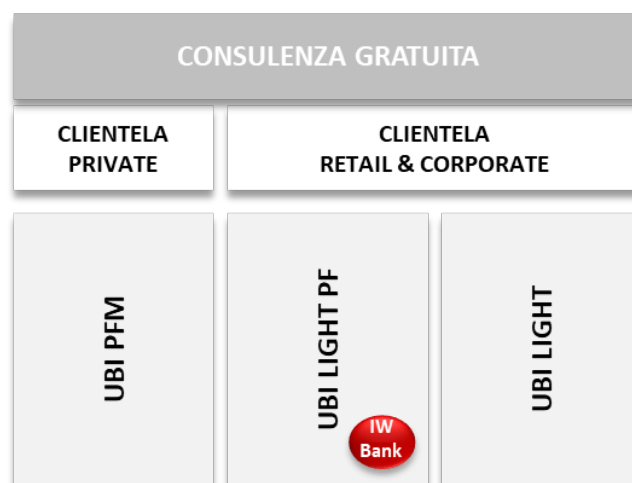 CONSULENZA GRATUITA
CLIENTELA
PRIVATE
CLIENTELA
RETAIL & CORPORATE
UBI PFM
UBI LIGHT PF
IW
Bank
UBI LIGHT